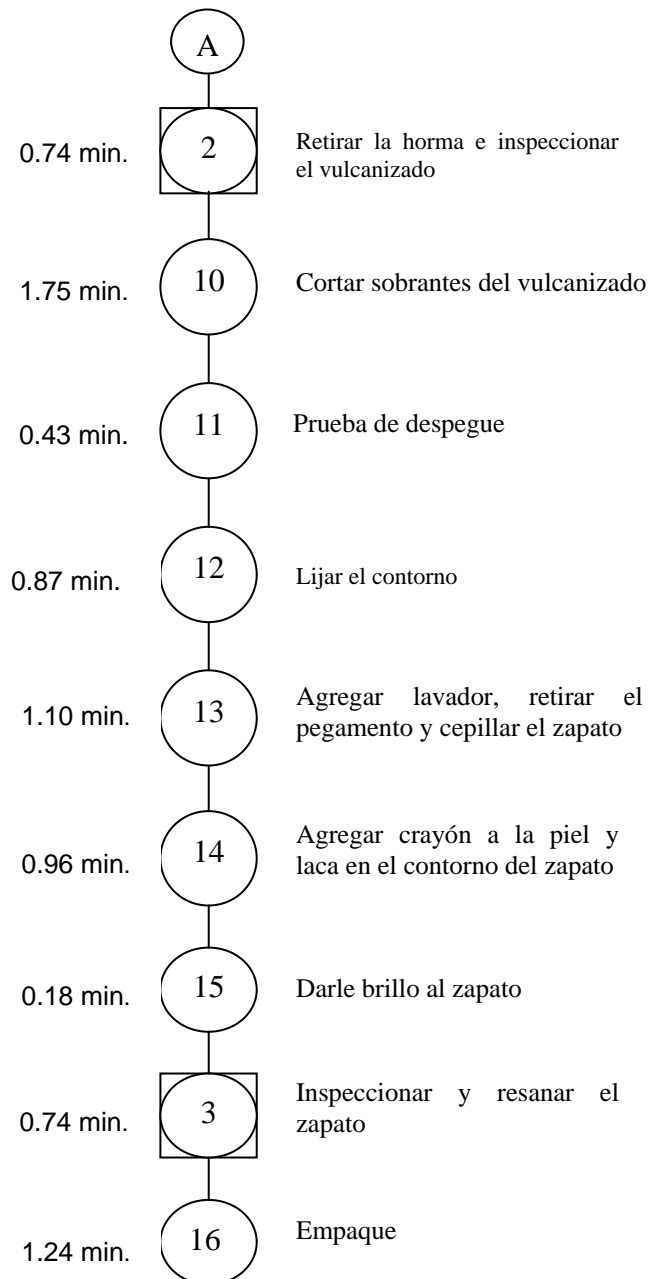 A
0.74 min.
2
Retirar la horma e inspeccionar
el vulcanizado
1.75 min.
10
Cortar sobrantes del vulcanizado
0.43 min.
11
Prueba de despegue
0.87 min.
12
Lijar el contorno
1.10 min.
13
Agregar lavador, retirar el
pegamento y cepillar el zapato
0.96 min.
14
Agregar crayón a la piel y
laca en el contorno del zapato
0.18 min.
15
Darle brillo al zapato
0.74 min.
3
Inspeccionar y resanar el
zapato
1.24 min.
16
Empaque